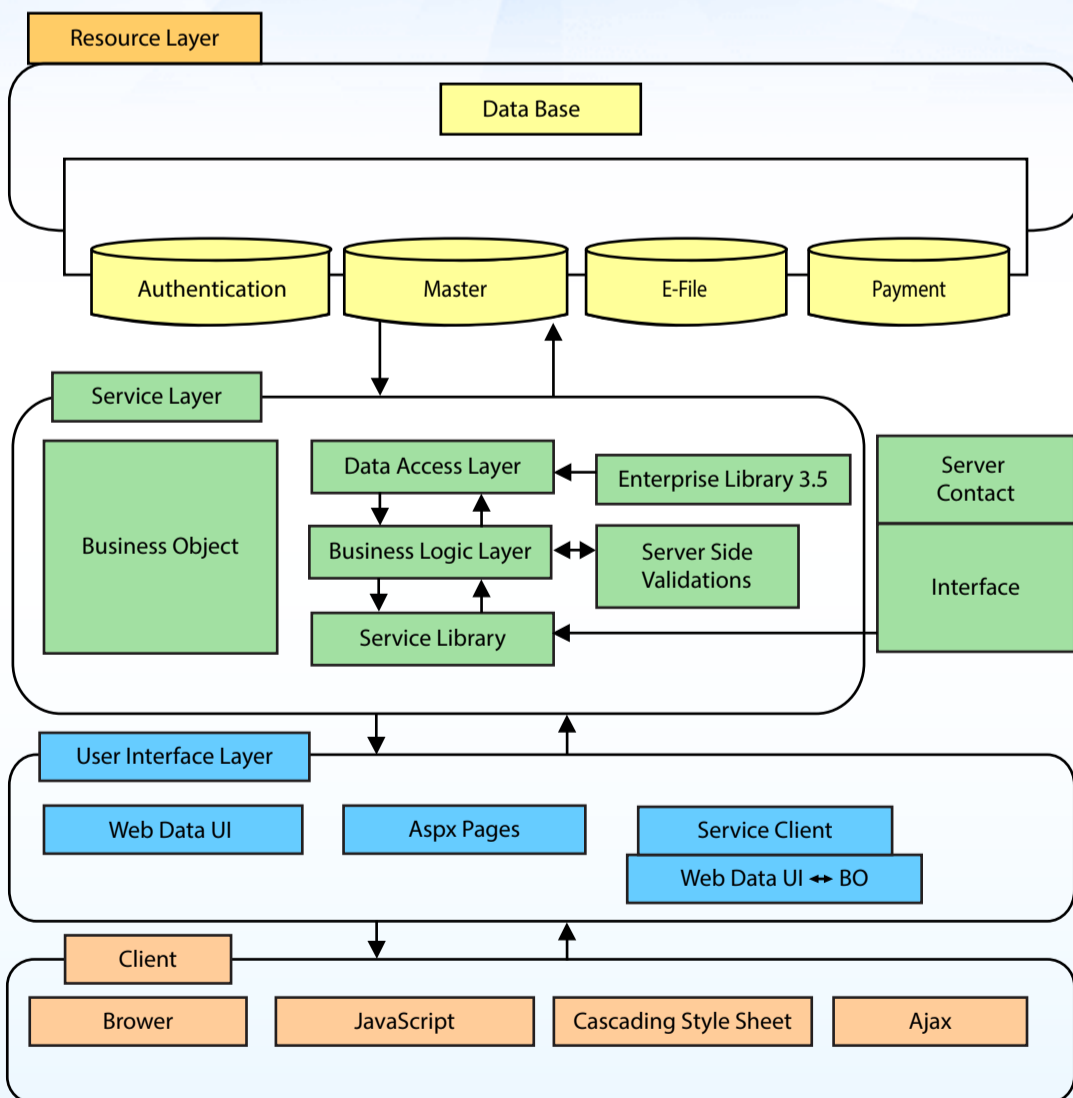 Resource Layer
Data Base
Authentication
Master
E-File
Payment
Service Layer
Business Object
Data Access Layer
Enterprise Library 3.5
Business Logic Layer
Server Side
Validations
Service Library
Server
Contact
Interface
User Interface Layer
Web Data UI
Aspx Pages
Service Client
Web Data UI ↔ BO
Client
Brower
JavaScript
Cascading Style Sheet
Ajax